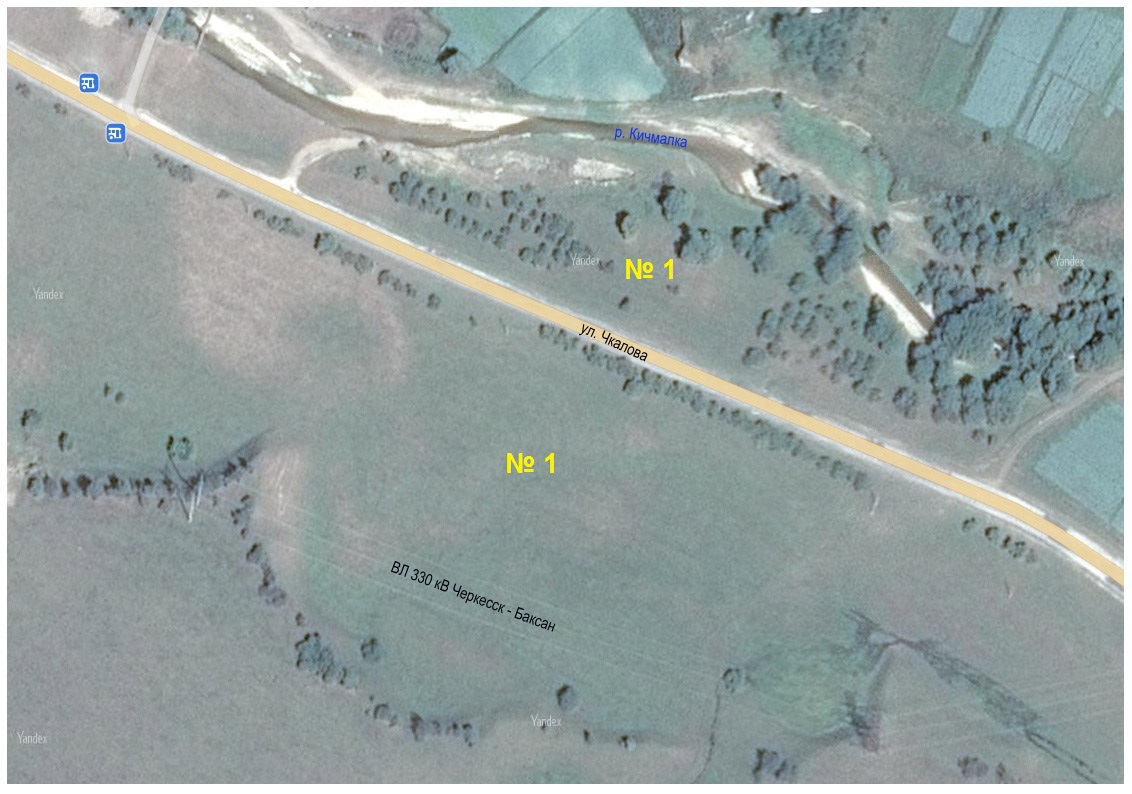 р. Кичмалка
Yandex
№ 1
Yandex
Yandex
ул. Чкалова
№ 1
ВЛ 330 кВ Черкесск - Баксан
Yandex
Yandex